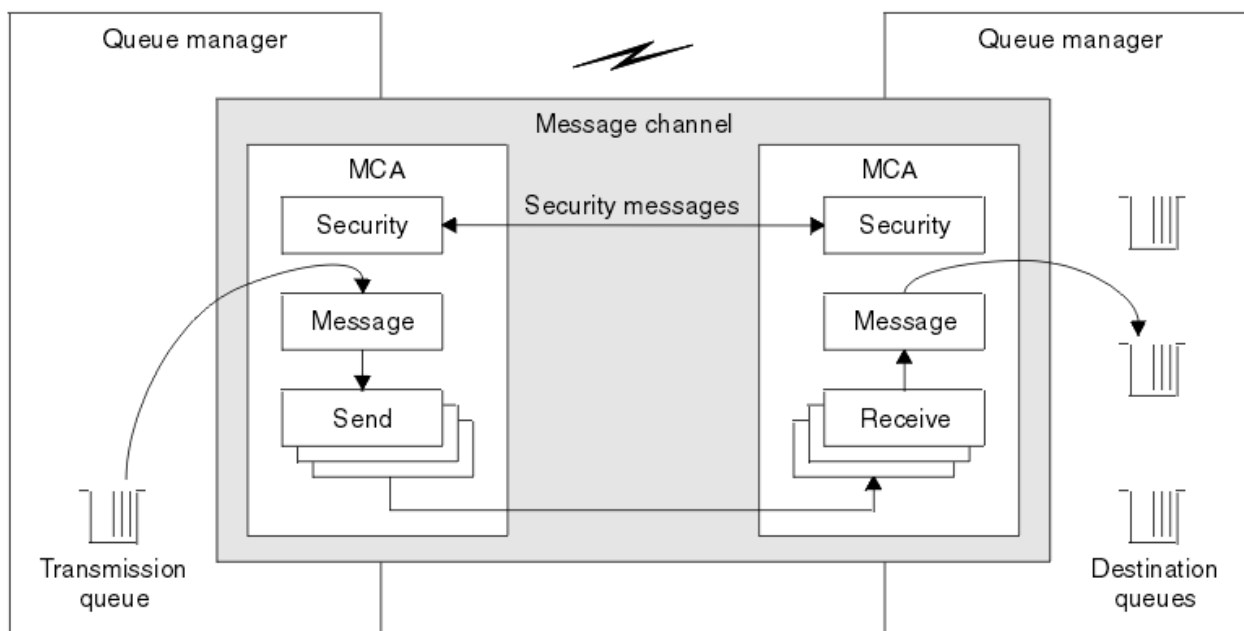 Queue manager
Queue manager
Message channel
MCA
MCA
Security
Security messages
Security
Message
Message
Send
Receive
Transmission
queue
Destination
queues